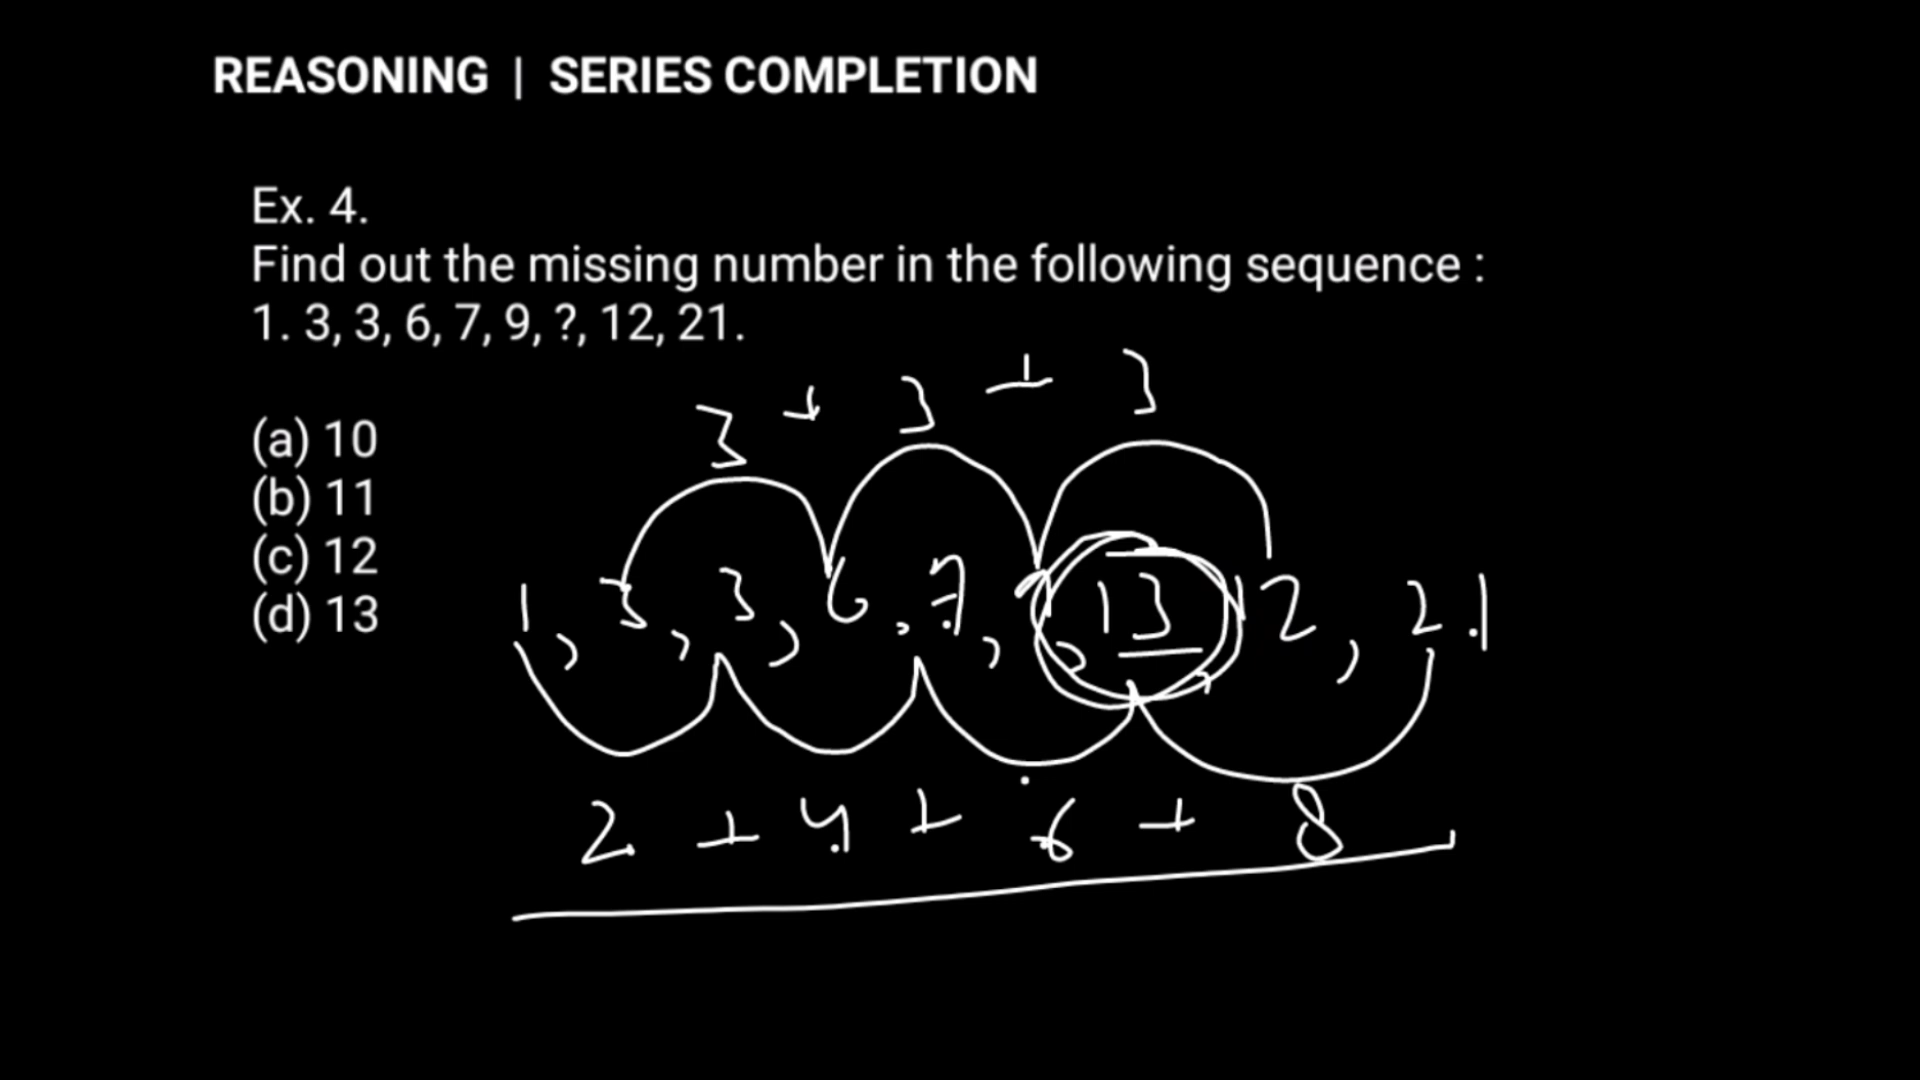 REASONING | SERIES COMPLETION
Ex. 4.
Find out the missing number in the following sequence :
1. 3, 3, 6, 7, 9, ?, 12, 21.
(a) 10
(b) 11
(c) 12
(d) 13
3 + 3 + 3
1, 3, 3, 6, 7, 9, 13, 12, 21
2 + 4 + 6 + 8